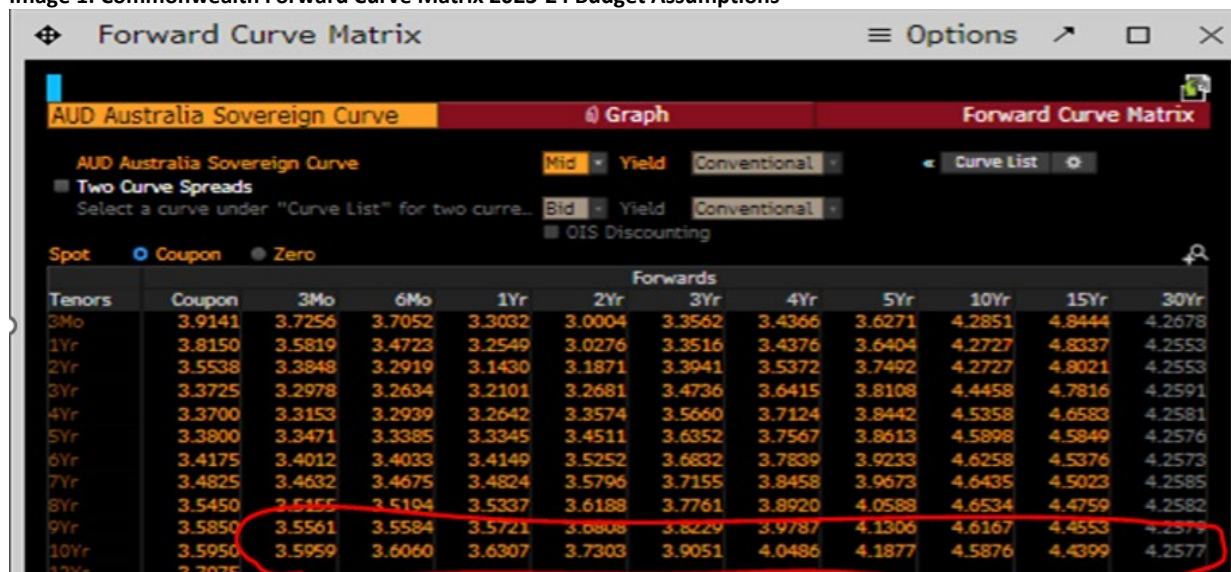 Image 1: Commonwealth Forward Curve Matrix 2023-24 Budget Assumptions
Forward Curve Matrix Options
AUD Australia Sovereign Curve Graph Forward Curve Matrix
AUD Australia Sovereign Curve Mid Yield Conventional « Curve List
Two Curve Spreads
Select a curve under "Curve List" for two curre… Bid Yield Conventional
OIS Discounting
Spot Coupon Zero
Forwards
Tenors Coupon 3Mo 6Mo 1Yr 2Yr 3Yr 4Yr 5Yr 10Yr 15Yr 30Yr
3Mo 3.9141 3.7256 3.7052 3.3032 3.0004 3.3562 3.4366 3.6271 4.2851 4.8444 4.2678
1Yr 3.8150 3.5819 3.4723 3.2549 3.0276 3.3516 3.4376 3.6404 4.2727 4.8337 4.2553
2Yr 3.5538 3.3848 3.2919 3.1430 3.1871 3.3941 3.5372 3.7492 4.2727 4.8021 4.2553
3Yr 3.3725 3.2978 3.2634 3.2101 3.2681 3.4736 3.6415 3.8108 4.4458 4.7816 4.2591
4Yr 3.3700 3.3153 3.2939 3.2642 3.3574 3.5660 3.7124 3.8442 4.5358 4.6583 4.2581
5Yr 3.3800 3.3471 3.3385 3.3345 3.4511 3.6352 3.7567 3.8613 4.5898 4.5849 4.2576
6Yr 3.4175 3.4012 3.4033 3.4149 3.5252 3.6832 3.7839 3.9233 4.6258 4.5376 4.2573
7Yr 3.4825 3.4632 3.4675 3.4824 3.5796 3.7155 3.8458 3.9673 4.6435 4.5023 4.2585
8Yr 3.5450 3.5155 3.5194 3.5337 3.6188 3.7761 3.8920 4.0588 4.6534 4.4759 4.2582
9Yr 3.5850 3.5561 3.5584 3.5721 3.6808 3.8229 3.9787 4.1306 4.6167 4.4553 4.2579
10Yr 3.5950 3.5959 3.6060 3.6307 3.7303 3.9051 4.0486 4.1877 4.5876 4.4399 4.2577